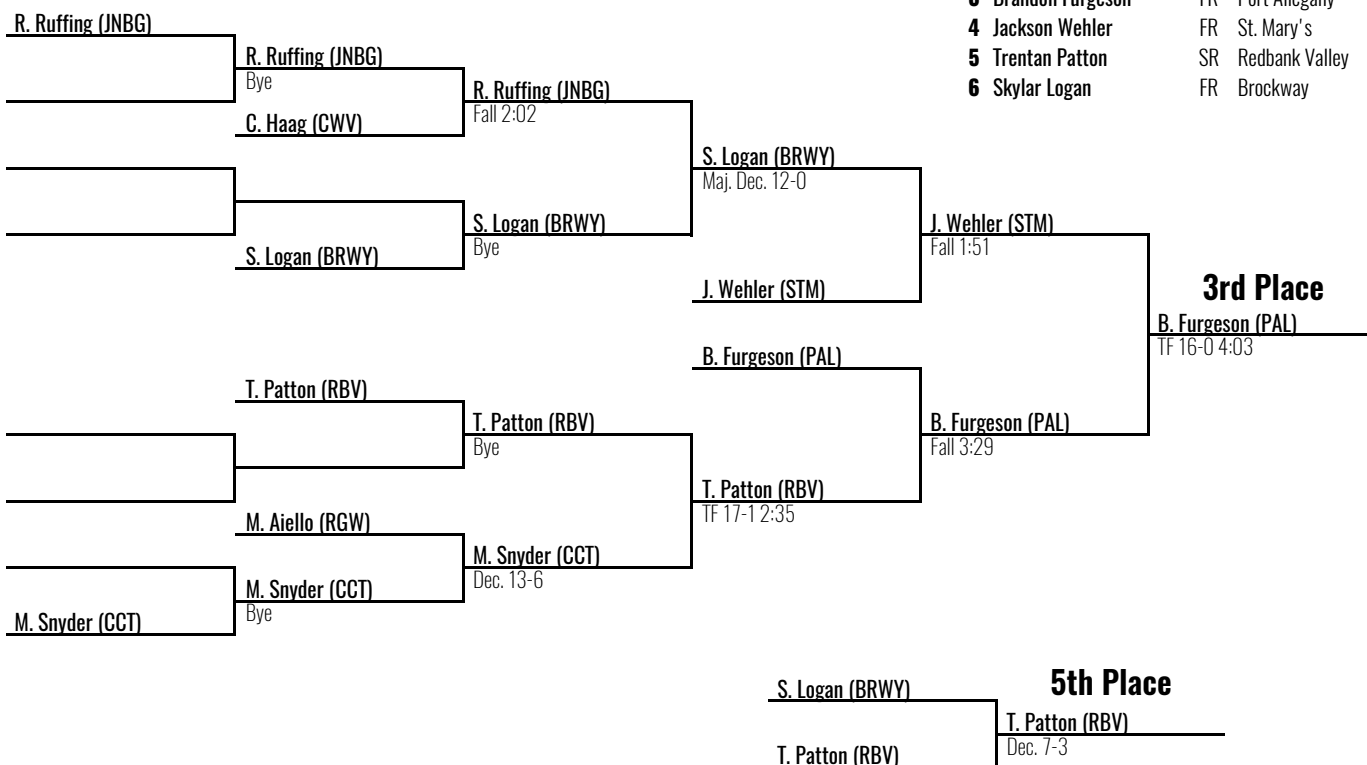 3 Brandon Furgeson FR Port Allegany
4 Jackson Wehler FR St. Mary's
5 Trentan Patton SR Redbank Valley
6 Skylar Logan FR Brockway
R. Ruffing (JNBG)
R. Ruffing (JNBG)
Bye
C. Haag (CWV)
R. Ruffing (JNBG)
Fall 2:02
S. Logan (BRWY)
Maj. Dec. 12-0
S. Logan (BRWY)
S. Logan (BRWY)
Bye
J. Wehler (STM)
Fall 1:51
J. Wehler (STM)
3rd Place
B. Furgeson (PAL)
TF 16-0 4:03
B. Furgeson (PAL)
T. Patton (RBV)
T. Patton (RBV)
Bye
B. Furgeson (PAL)
Fall 3:29
T. Patton (RBV)
TF 17-1 2:35
M. Aiello (RGW)
M. Snyder (CCT)
Dec. 13-6
M. Snyder (CCT)
Bye
M. Snyder (CCT)
5th Place
S. Logan (BRWY)
T. Patton (RBV)
Dec. 7-3
T. Patton (RBV)